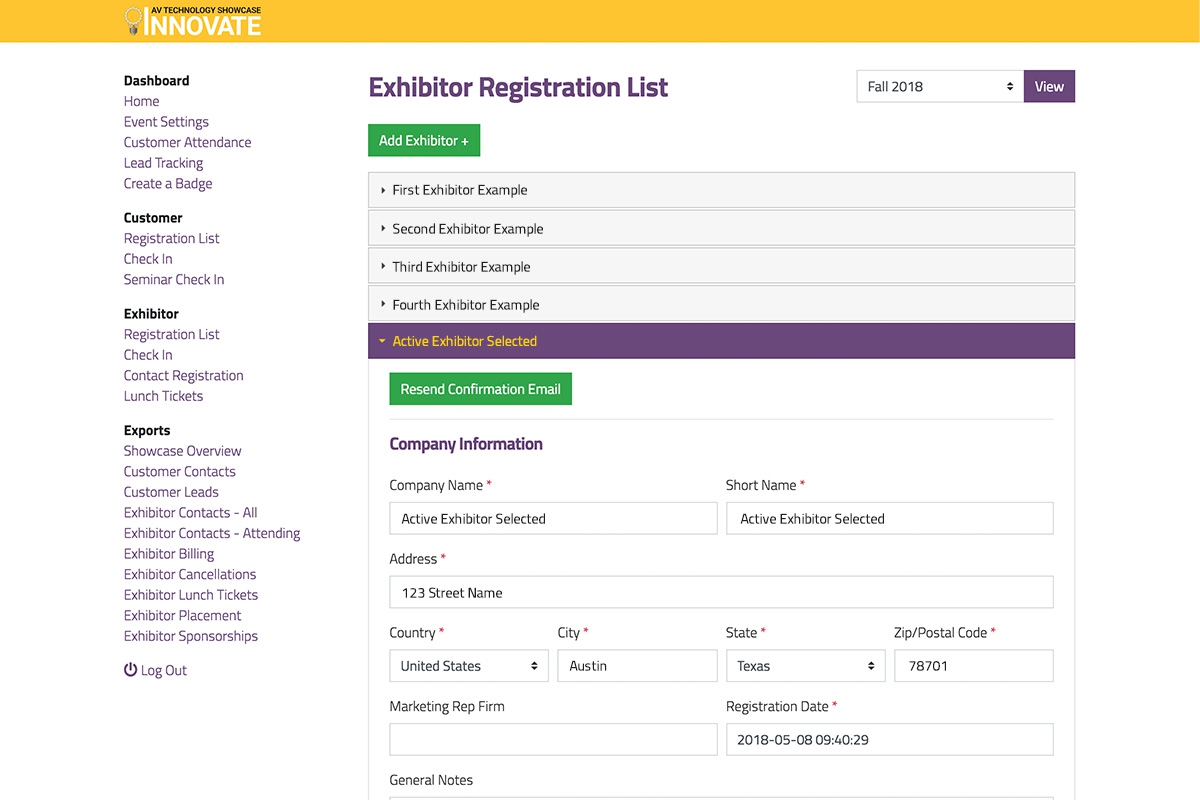 AV TECHNOLOGY SHOWCASE
INNOVATE
Dashboard
Home
Event Settings
Customer Attendance
Lead Tracking
Create a Badge
Customer
Registration List
Check In
Seminar Check In
Exhibitor
Registration List
Check In
Contact Registration
Lunch Tickets
Exports
Showcase Overview
Customer Contacts
Customer Leads
Exhibitor Contacts - All
Exhibitor Contacts - Attending
Exhibitor Billing
Exhibitor Cancellations
Exhibitor Lunch Tickets
Exhibitor Placement
Exhibitor Sponsorships
Log Out
Exhibitor Registration List
Fall 2018 View
Add Exhibitor +
First Exhibitor Example
Second Exhibitor Example
Third Exhibitor Example
Fourth Exhibitor Example
Active Exhibitor Selected
Resend Confirmation Email
Company Information
Company Name * Short Name *
Active Exhibitor Selected Active Exhibitor Selected
Address *
123 Street Name
Country * City * State * Zip/Postal Code *
United States Austin Texas 78701
Marketing Rep Firm Registration Date *
2018-05-08 09:40:29
General Notes